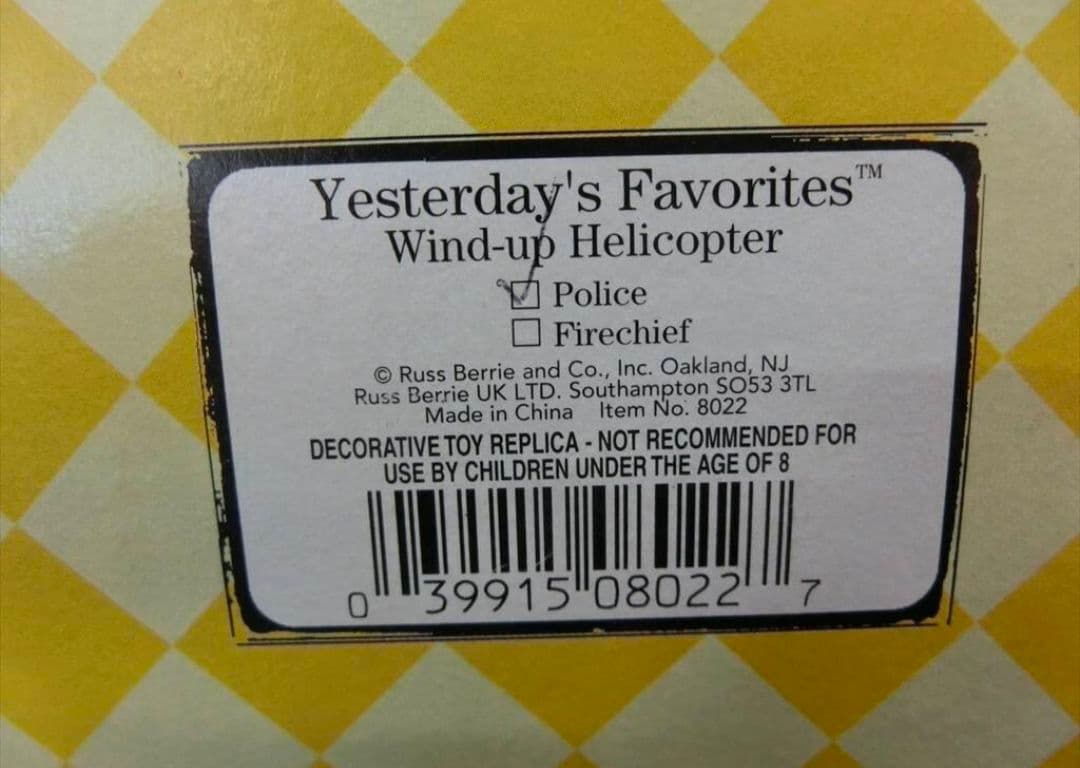 Yesterday's Favorites™
Wind-up Helicopter
☑ Police
☐ Firechief
© Russ Berrie and Co., Inc. Oakland, NJ
Russ Berrie UK LTD. Southampton SO53 3TL
Made in China Item No. 8022
DECORATIVE TOY REPLICA - NOT RECOMMENDED FOR
USE BY CHILDREN UNDER THE AGE OF 8
0 39915 08022 7